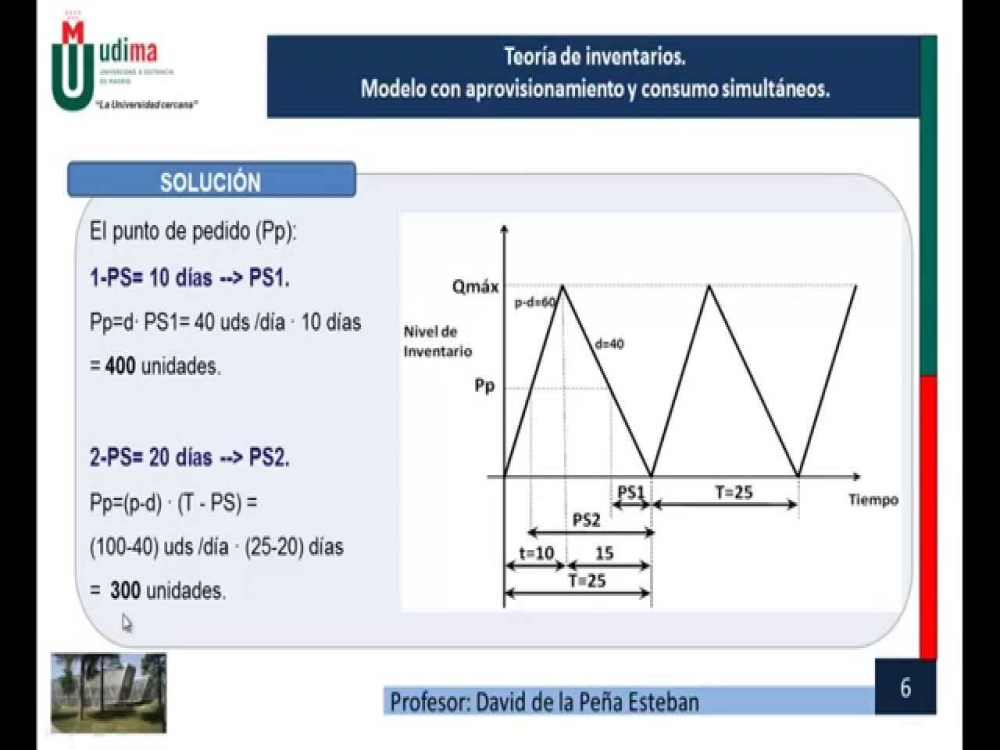 udima
UNIVERSIDAD A DISTANCIA
DE MADRID
"La Universidad cercana"
Teoría de inventarios.
Modelo con aprovisionamiento y consumo simultáneos.
SOLUCIÓN
El punto de pedido (Pp):
1-PS= 10 días --> PS1.
Pp=d· PS1= 40 uds /día · 10 días
= 400 unidades.
2-PS= 20 días --> PS2.
Pp=(p-d) · (T - PS) =
(100-40) uds /día · (25-20) días
= 300 unidades.
Qmáx
p-d=60
Nivel de
Inventario
d=40
Pp
PS1
T=25
Tiempo
PS2
t=10
15
T=25
Profesor: David de la Peña Esteban
6